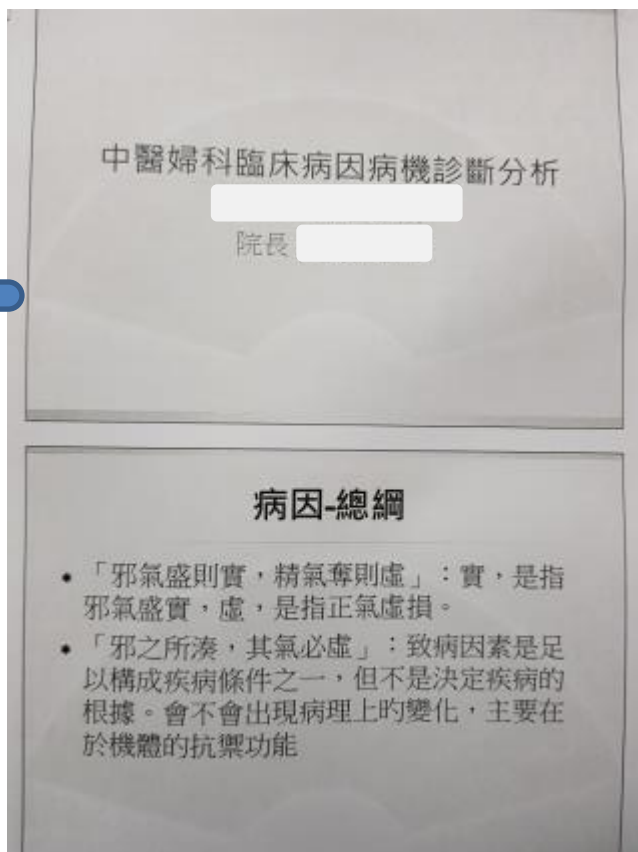 中醫婦科臨床病因病機診斷分析
院長
病因-總綱
• 「邪氣盛則實，精氣奪則虛」：實，是指
邪氣盛實，虛，是指正氣虛損。
• 「邪之所湊，其氣必虛」：致病因素是足
以構成疾病條件之一，但不是決定疾病的
根據。會不會出現病理上旳變化，主要在
於機體的抗禦功能